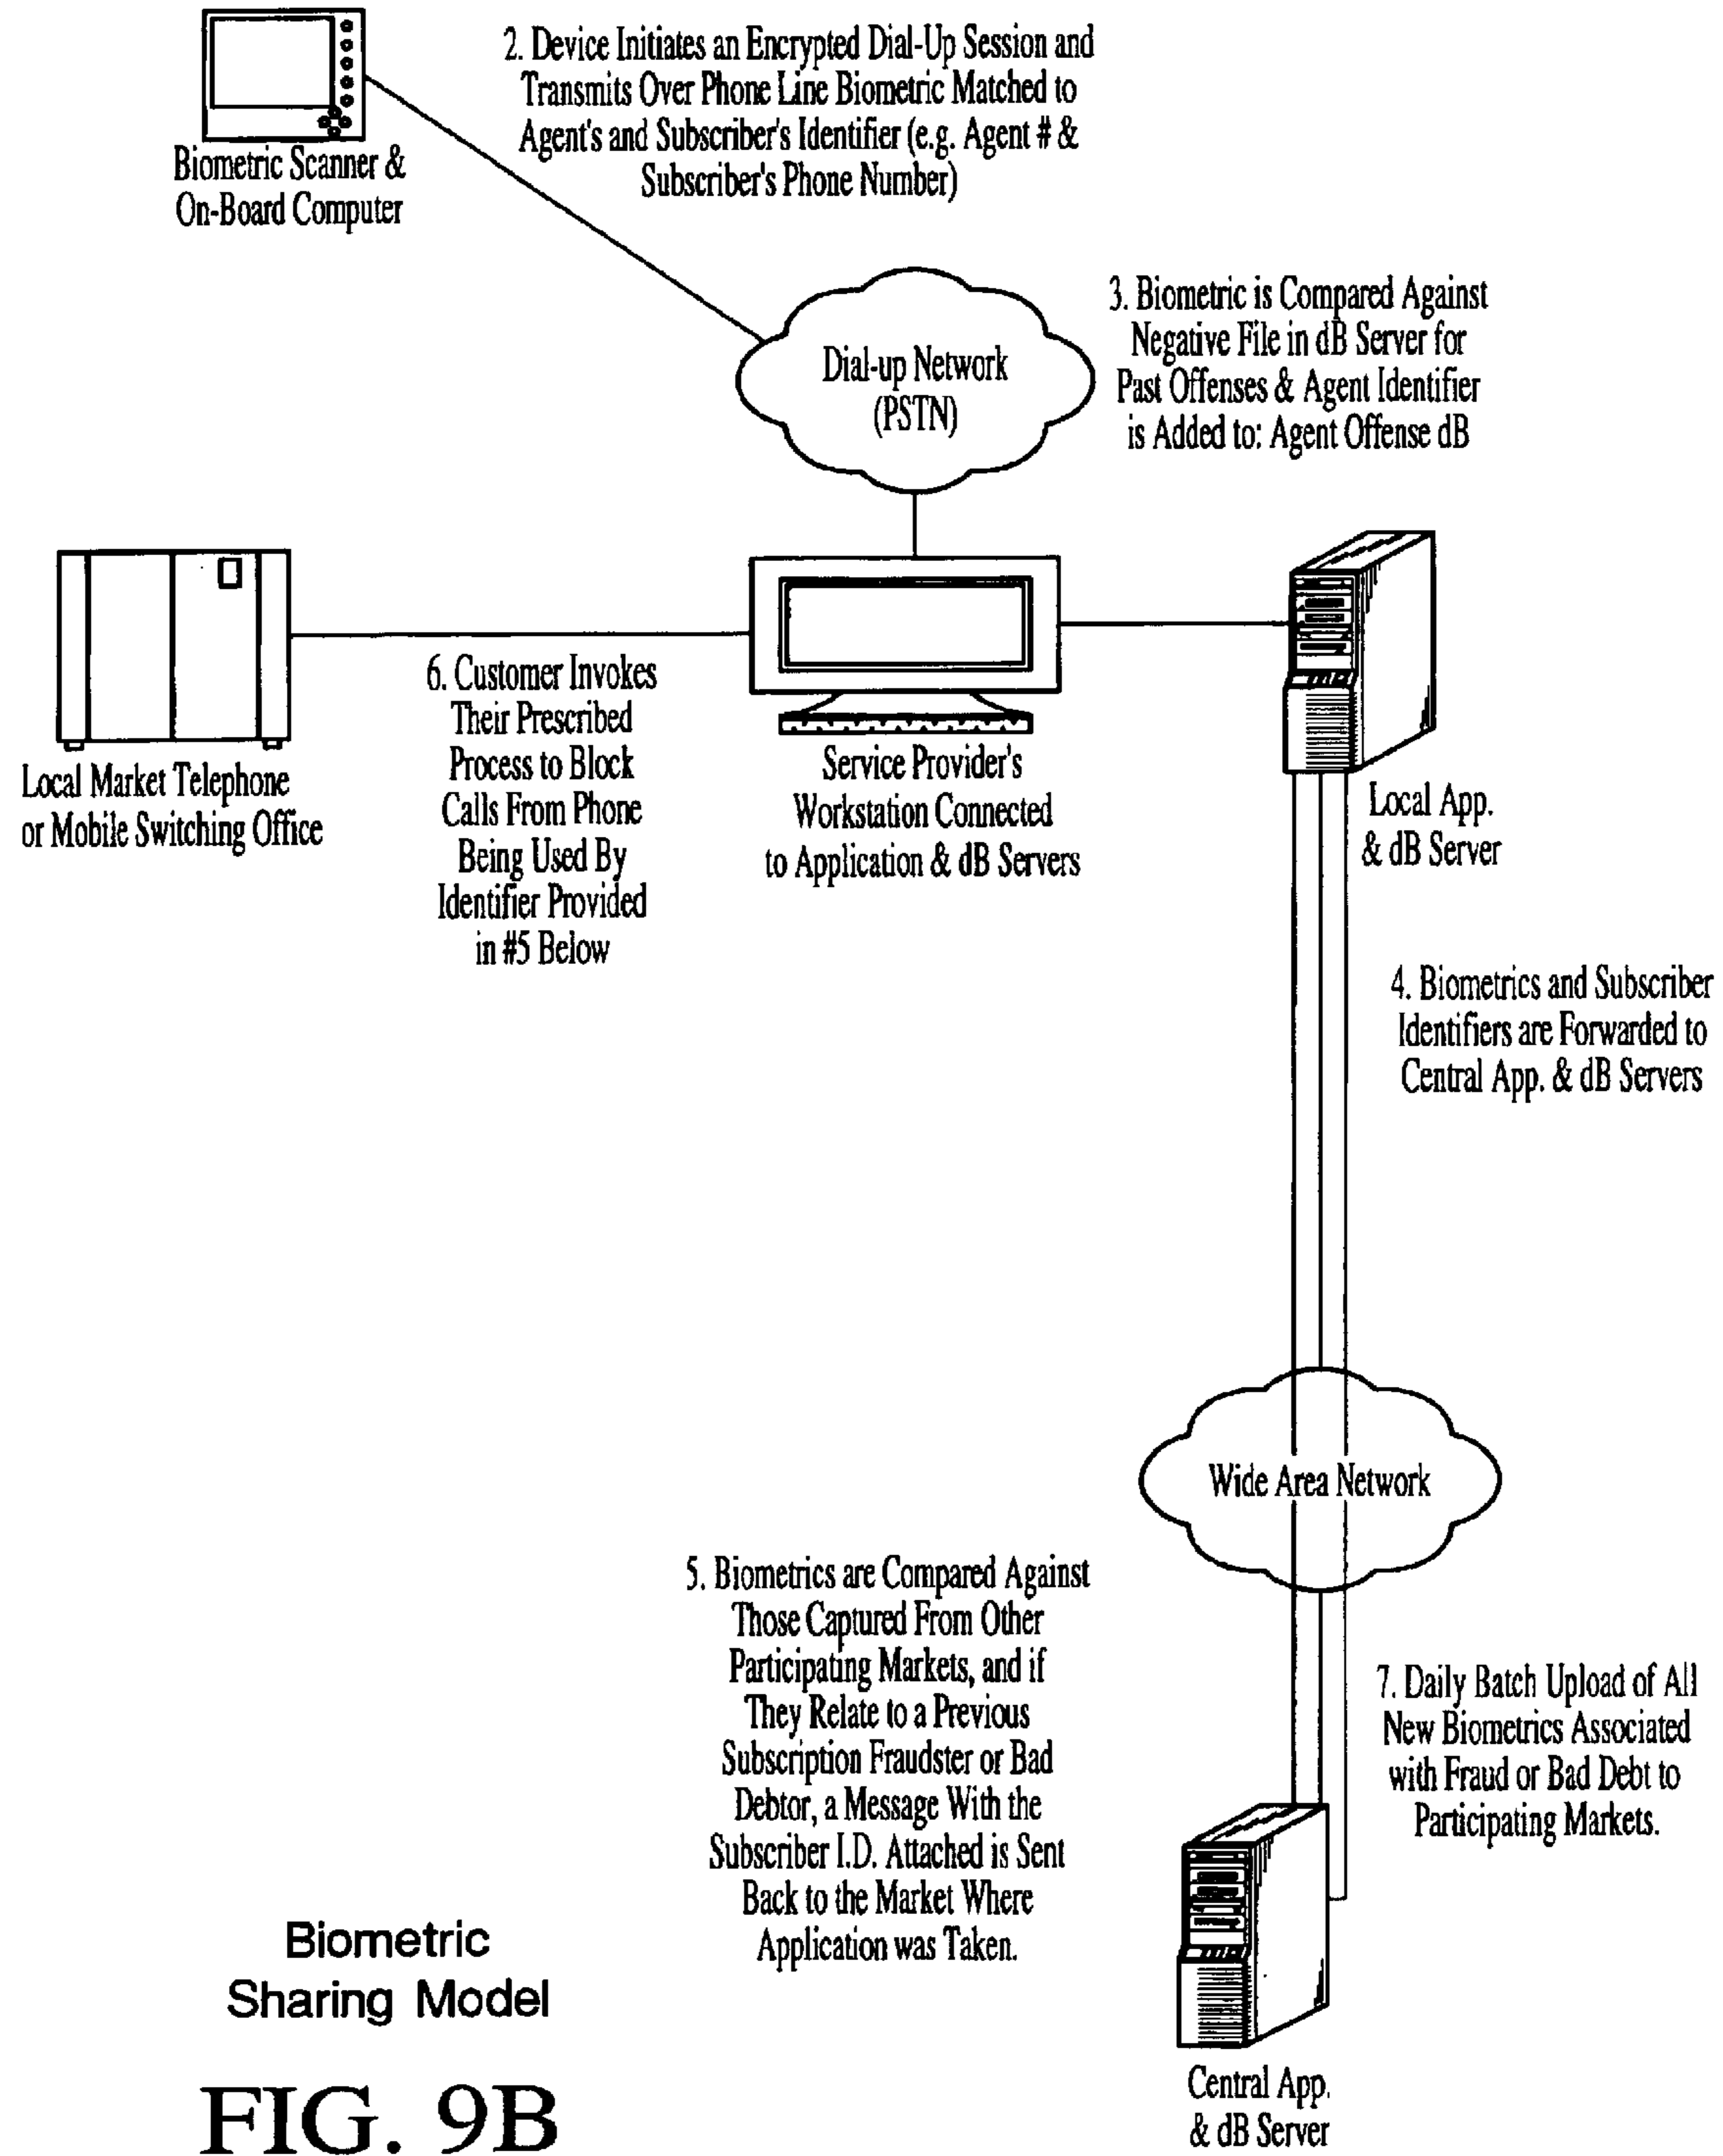 2. Device Initiates an Encrypted Dial-Up Session and
Transmits Over Phone Line Biometric Matched to
Agent's and Subscriber's Identifier (e.g. Agent # &
Subscriber's Phone Number)
Biometric Scanner &
On-Board Computer
3. Biometric is Compared Against
Negative File in dB Server for
Past Offenses & Agent Identifier
is Added to: Agent Offense dB
Dial-up Network
(PSTN)
Local Market Telephone
or Mobile Switching Office
6. Customer Invokes
Their Prescribed
Process to Block
Calls From Phone
Being Used By
Identifier Provided
in #5 Below
Service Provider's
Workstation Connected
to Application & dB Servers
Local App.
& dB Server
4. Biometrics and Subscriber
Identifiers are Forwarded to
Central App. & dB Servers
Wide Area Network
5. Biometrics are Compared Against
Those Captured From Other
Participating Markets, and if
They Relate to a Previous
Subscription Fraudster or Bad
Debtor, a Message With the
Subscriber I.D. Attached is Sent
Back to the Market Where
Application was Taken.
7. Daily Batch Upload of All
New Biometrics Associated
with Fraud or Bad Debt to
Participating Markets.
Central App.
& dB Server
Biometric
Sharing Model
FIG. 9B